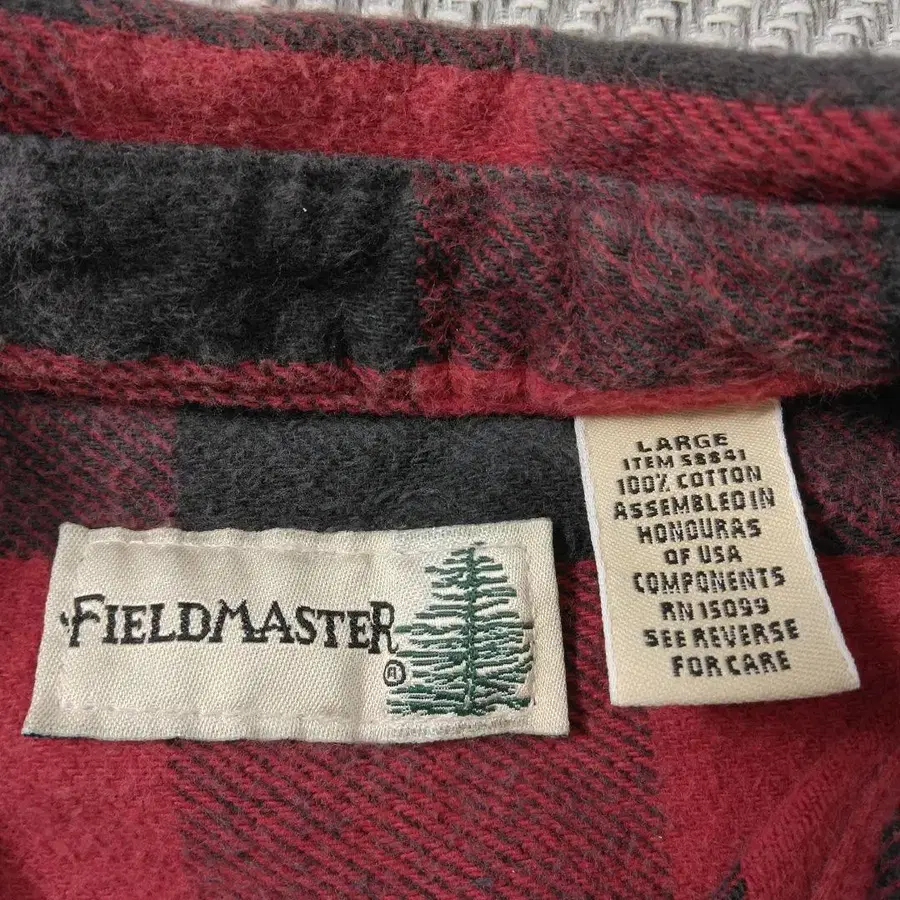 FIELDMASTER
®
LARGE
ITEM 58841
100% COTTON
ASSEMBLED IN
HONDURAS
OF USA
COMPONENTS
RN 15099
SEE REVERSE
FOR CARE